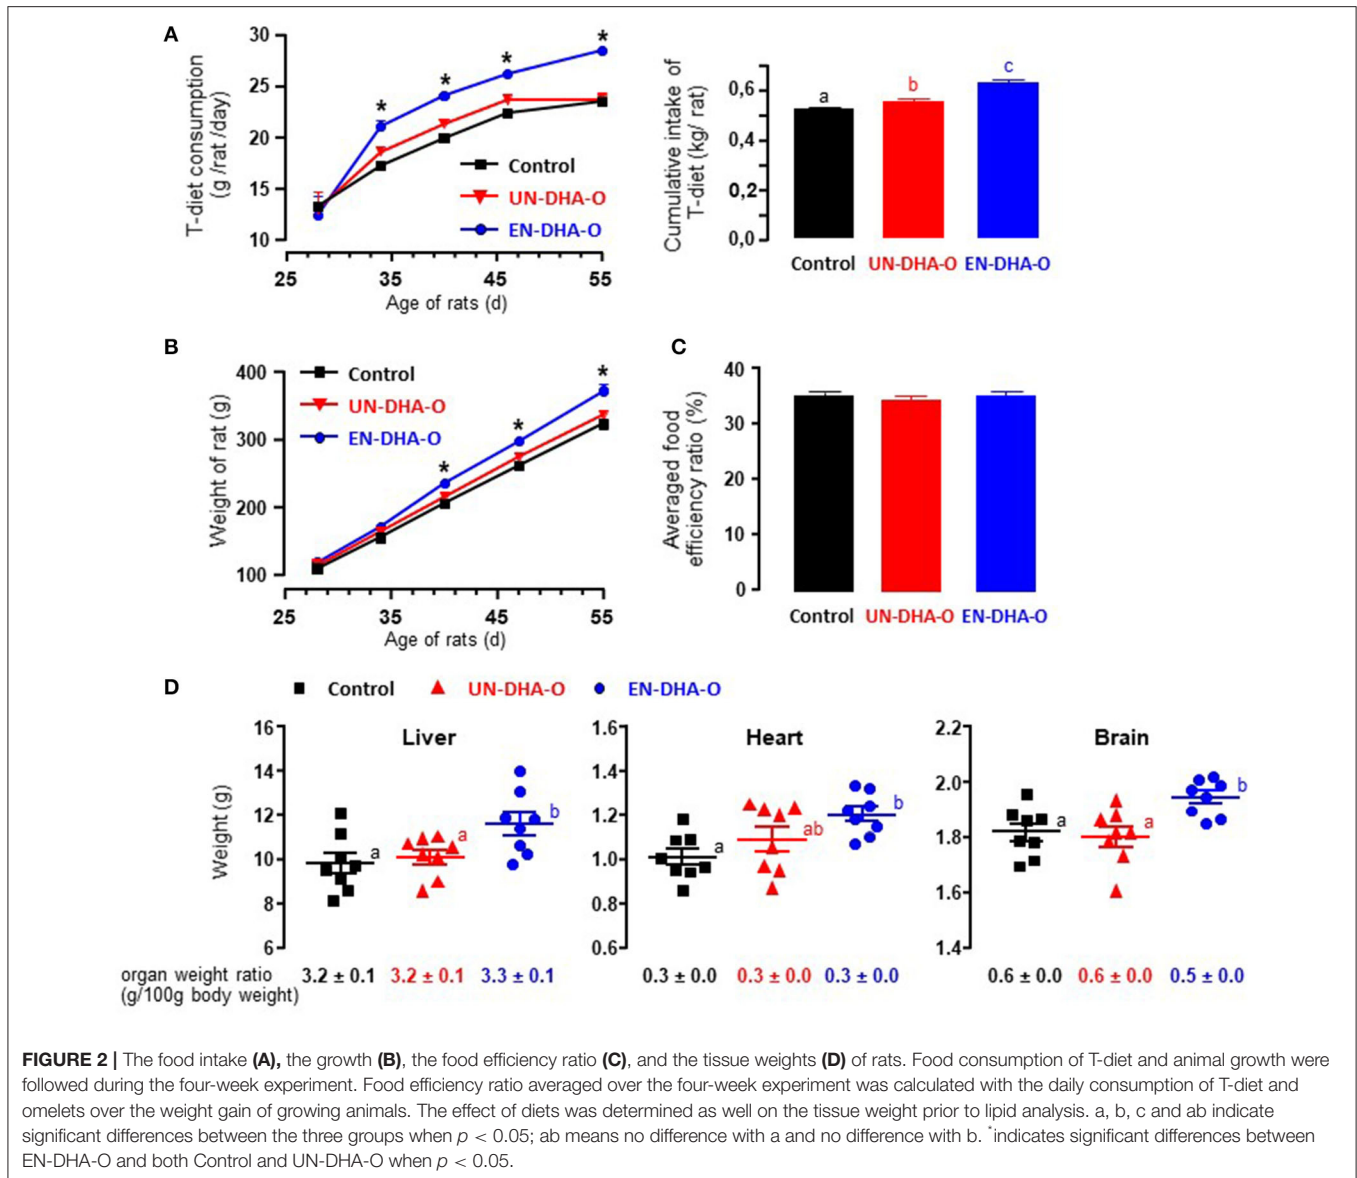 A
T-diet consumption
(g /rat /day)
30
25
20
15
10
* * * * *
Control
UN-DHA-O
EN-DHA-O
25 35 45 55
Age of rats (d)
Cumulative intake of
T-diet (kg/ rat)
0,6
0,4
0,2
0,0
a b c
Control UN-DHA-O EN-DHA-O
B
Weight of rat (g)
400
300
200
100
Control
UN-DHA-O
EN-DHA-O
* * * *
25 35 45 55
Age of rats (d)
C
Averaged food
efficiency ratio (%)
40
30
20
10
0
Control UN-DHA-O EN-DHA-O
D
Control UN-DHA-O EN-DHA-O
Weight (g)
Liver
16
14
12
10
8
6
a a b
Heart
1.6
1.4
1.2
1.0
0.8
0.6
a ab b
Brain
2.2
2.0
1.8
1.6
1.4
a a b
organ weight ratio
(g/100g body weight)
3.2 ± 0.1 3.2 ± 0.1 3.3 ± 0.1
0.3 ± 0.0 0.3 ± 0.0 0.3 ± 0.0
0.6 ± 0.0 0.6 ± 0.0 0.5 ± 0.0
FIGURE 2 | The food intake (A), the growth (B), the food efficiency ratio (C), and the tissue weights (D) of rats. Food consumption of T-diet and animal growth were
followed during the four-week experiment. Food efficiency ratio averaged over the four-week experiment was calculated with the daily consumption of T-diet and
omelets over the weight gain of growing animals. The effect of diets was determined as well on the tissue weight prior to lipid analysis. a, b, c and ab indicate
significant differences between the three groups when p < 0.05; ab means no difference with a and no difference with b. *indicates significant differences between
EN-DHA-O and both Control and UN-DHA-O when p < 0.05.